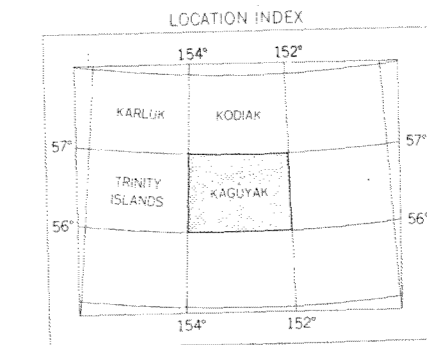 LOCATION INDEX
154° 152°
KARLUK KODIAK
57° 57°
TRINITY ISLANDS KAGUYAK
56° 56°
154° 152°